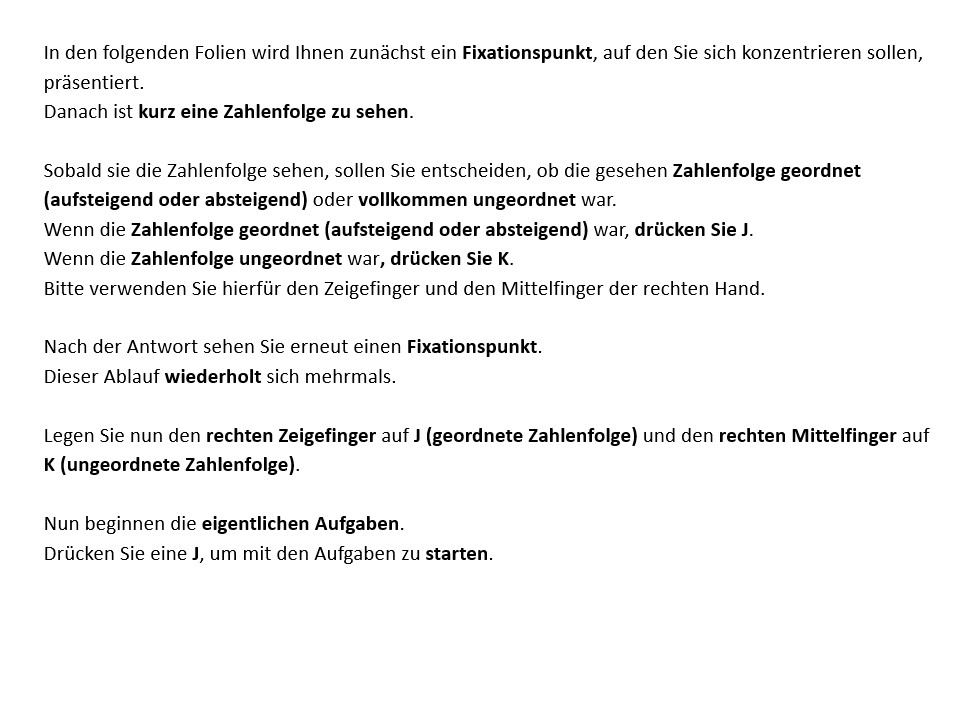 In den folgenden Folien wird Ihnen zunächst ein Fixationspunkt, auf den Sie sich konzentrieren sollen,
präsentiert.
Danach ist kurz eine Zahlenfolge zu sehen.
Sobald sie die Zahlenfolge sehen, sollen Sie entscheiden, ob die gesehen Zahlenfolge geordnet
(aufsteigend oder absteigend) oder vollkommen ungeordnet war.
Wenn die Zahlenfolge geordnet (aufsteigend oder absteigend) war, drücken Sie J.
Wenn die Zahlenfolge ungeordnet war, drücken Sie K.
Bitte verwenden Sie hierfür den Zeigefinger und den Mittelfinger der rechten Hand.
Nach der Antwort sehen Sie erneut einen Fixationspunkt.
Dieser Ablauf wiederholt sich mehrmals.
Legen Sie nun den rechten Zeigefinger auf J (geordnete Zahlenfolge) und den rechten Mittelfinger auf
K (ungeordnete Zahlenfolge).
Nun beginnen die eigentlichen Aufgaben.
Drücken Sie eine J, um mit den Aufgaben zu starten.